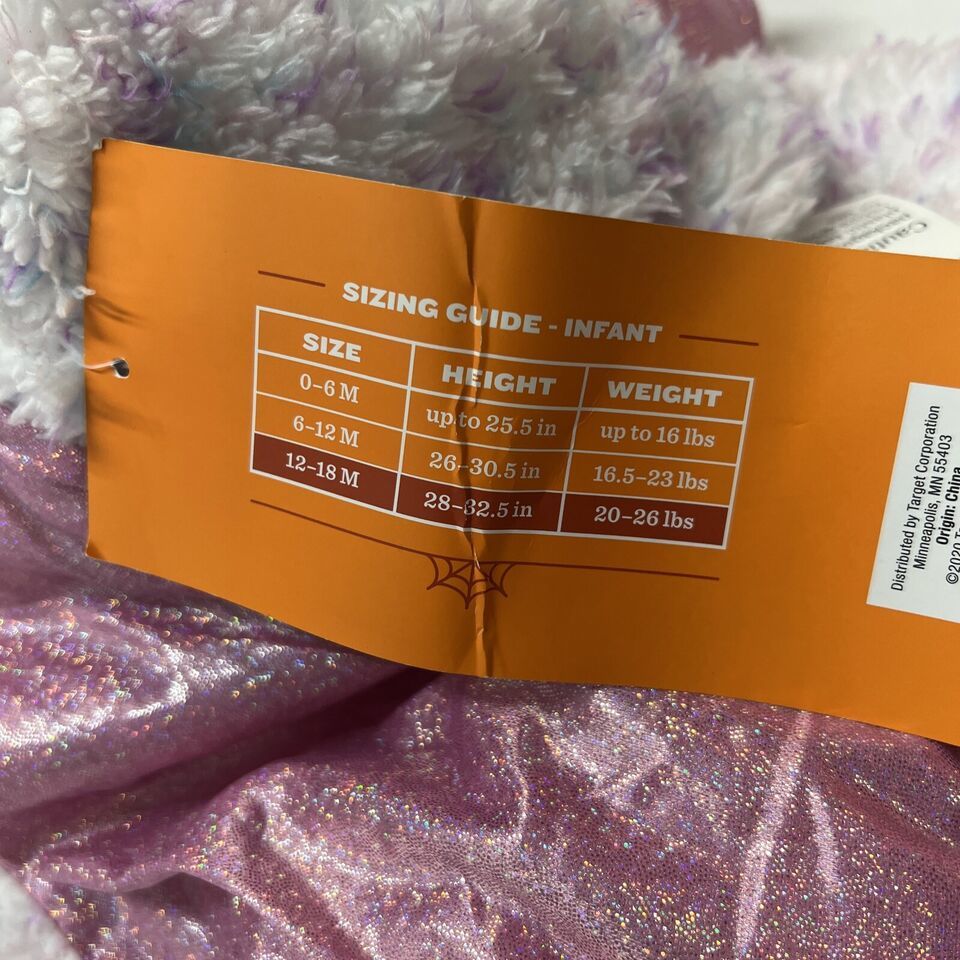 SIZING GUIDE - INFANT
SIZE HEIGHT WEIGHT
0-6 M up to 25.5 in up to 16 lbs
6-12 M 26-30.5 in 16.5-23 lbs
12-18 M 28-32.5 in 20-26 lbs
Distributed by Target Corporation
Minneapolis, MN 55403
Origin: China
©2020